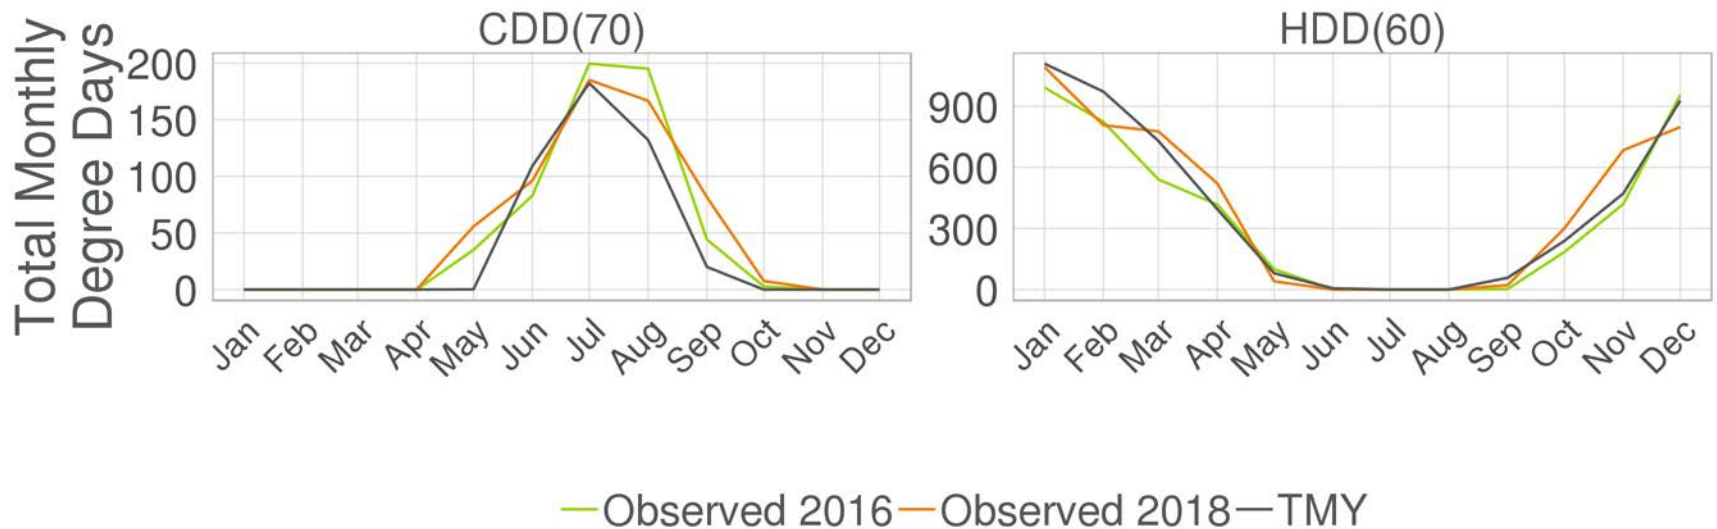 CDD(70)
HDD(60)
Total Monthly
Degree Days
200
150
100
50
0
900
600
300
0
Jan Feb Mar Apr May Jun Jul Aug Sep Oct Nov Dec
Jan Feb Mar Apr May Jun Jul Aug Sep Oct Nov Dec
Observed 2016 Observed 2018 TMY